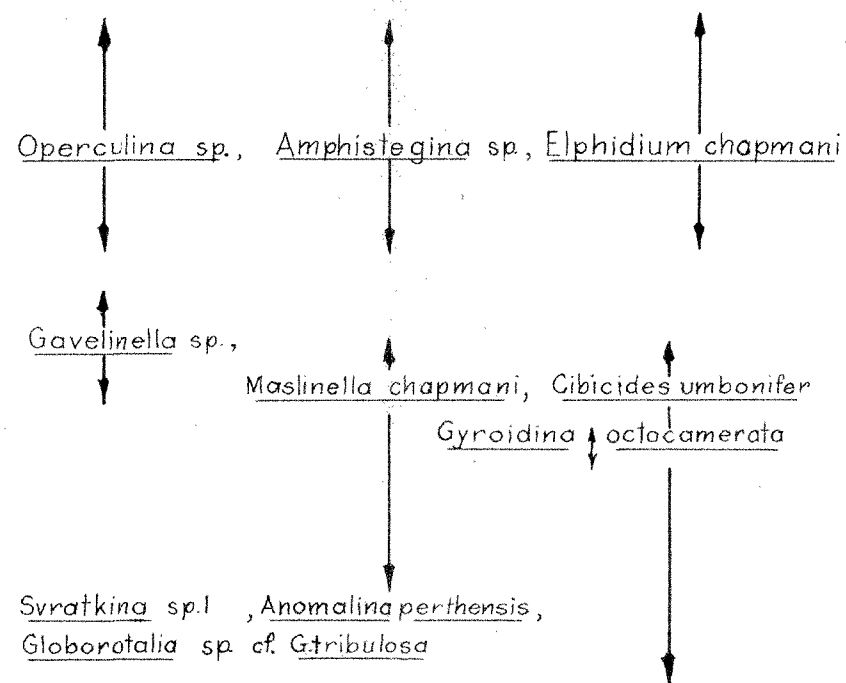 Operculina sp., Amphistegina sp, Elphidium chapmani
Gavelinella sp.,
Maslinella chapmani, Cibicides umbonifer
Gyroidina octocamerata
Svratkina sp.1 , Anomalina perthensis,
Globorotalia sp cf. G.tribulosa